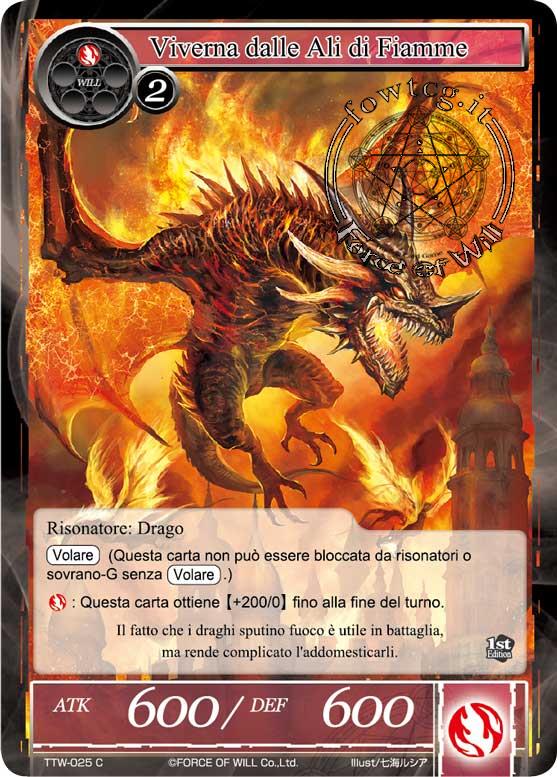 Viverna dalle Ali di Fiamme
WILL
2
fowtcg.it
Force of Will
Risonatore: Drago
Volare (Questa carta non può essere bloccata da risonatori o
sovrano-G senza Volare.)
: Questa carta ottiene 【+200/0】 fino alla fine del turno.
Il fatto che i draghi sputino fuoco è utile in battaglia,
ma rende complicato l'addomesticarli.
1st
Edition
ATK 600 / DEF 600
TTW-025 C ©FORCE OF WILL Co.,Ltd. Illust/七海ルシア